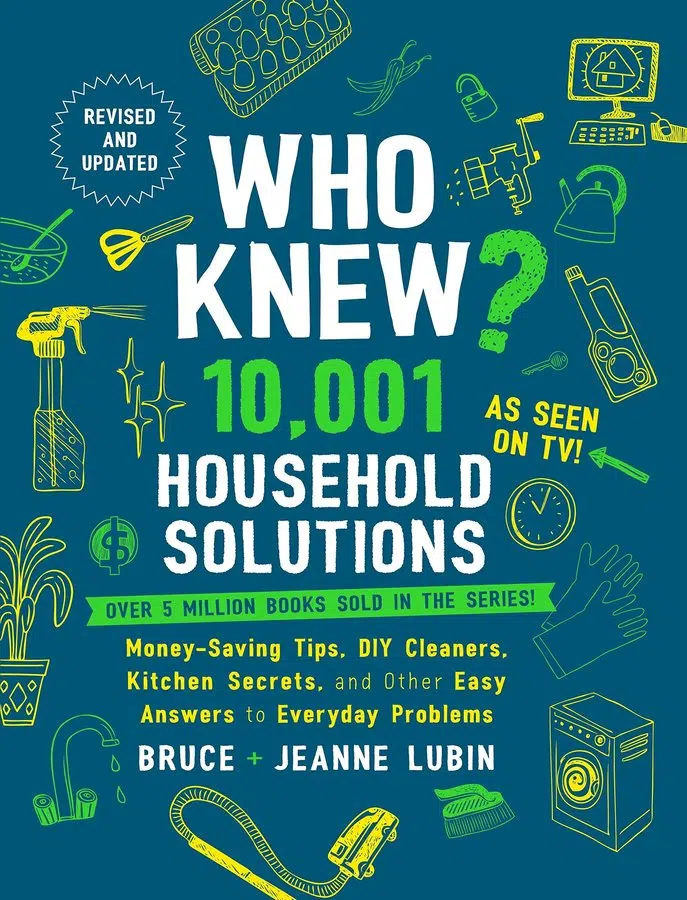 REVISED
AND
UPDATED
WHO
KNEW?
10,001
AS SEEN
ON TV!
HOUSEHOLD
SOLUTIONS
$
OVER 5 MILLION BOOKS SOLD IN THE SERIES!
Money-Saving Tips, DIY Cleaners,
Kitchen Secrets, and Other Easy
Answers to Everyday Problems
BRUCE + JEANNE LUBIN